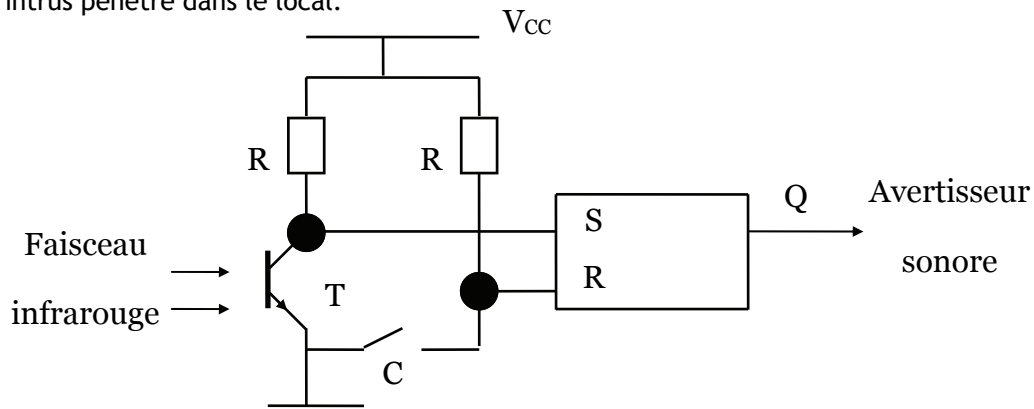 intrus pénètre dans le local.
VCC
R
R
S
R
Q
Avertisseur
sonore
Faisceau
infrarouge
T
C